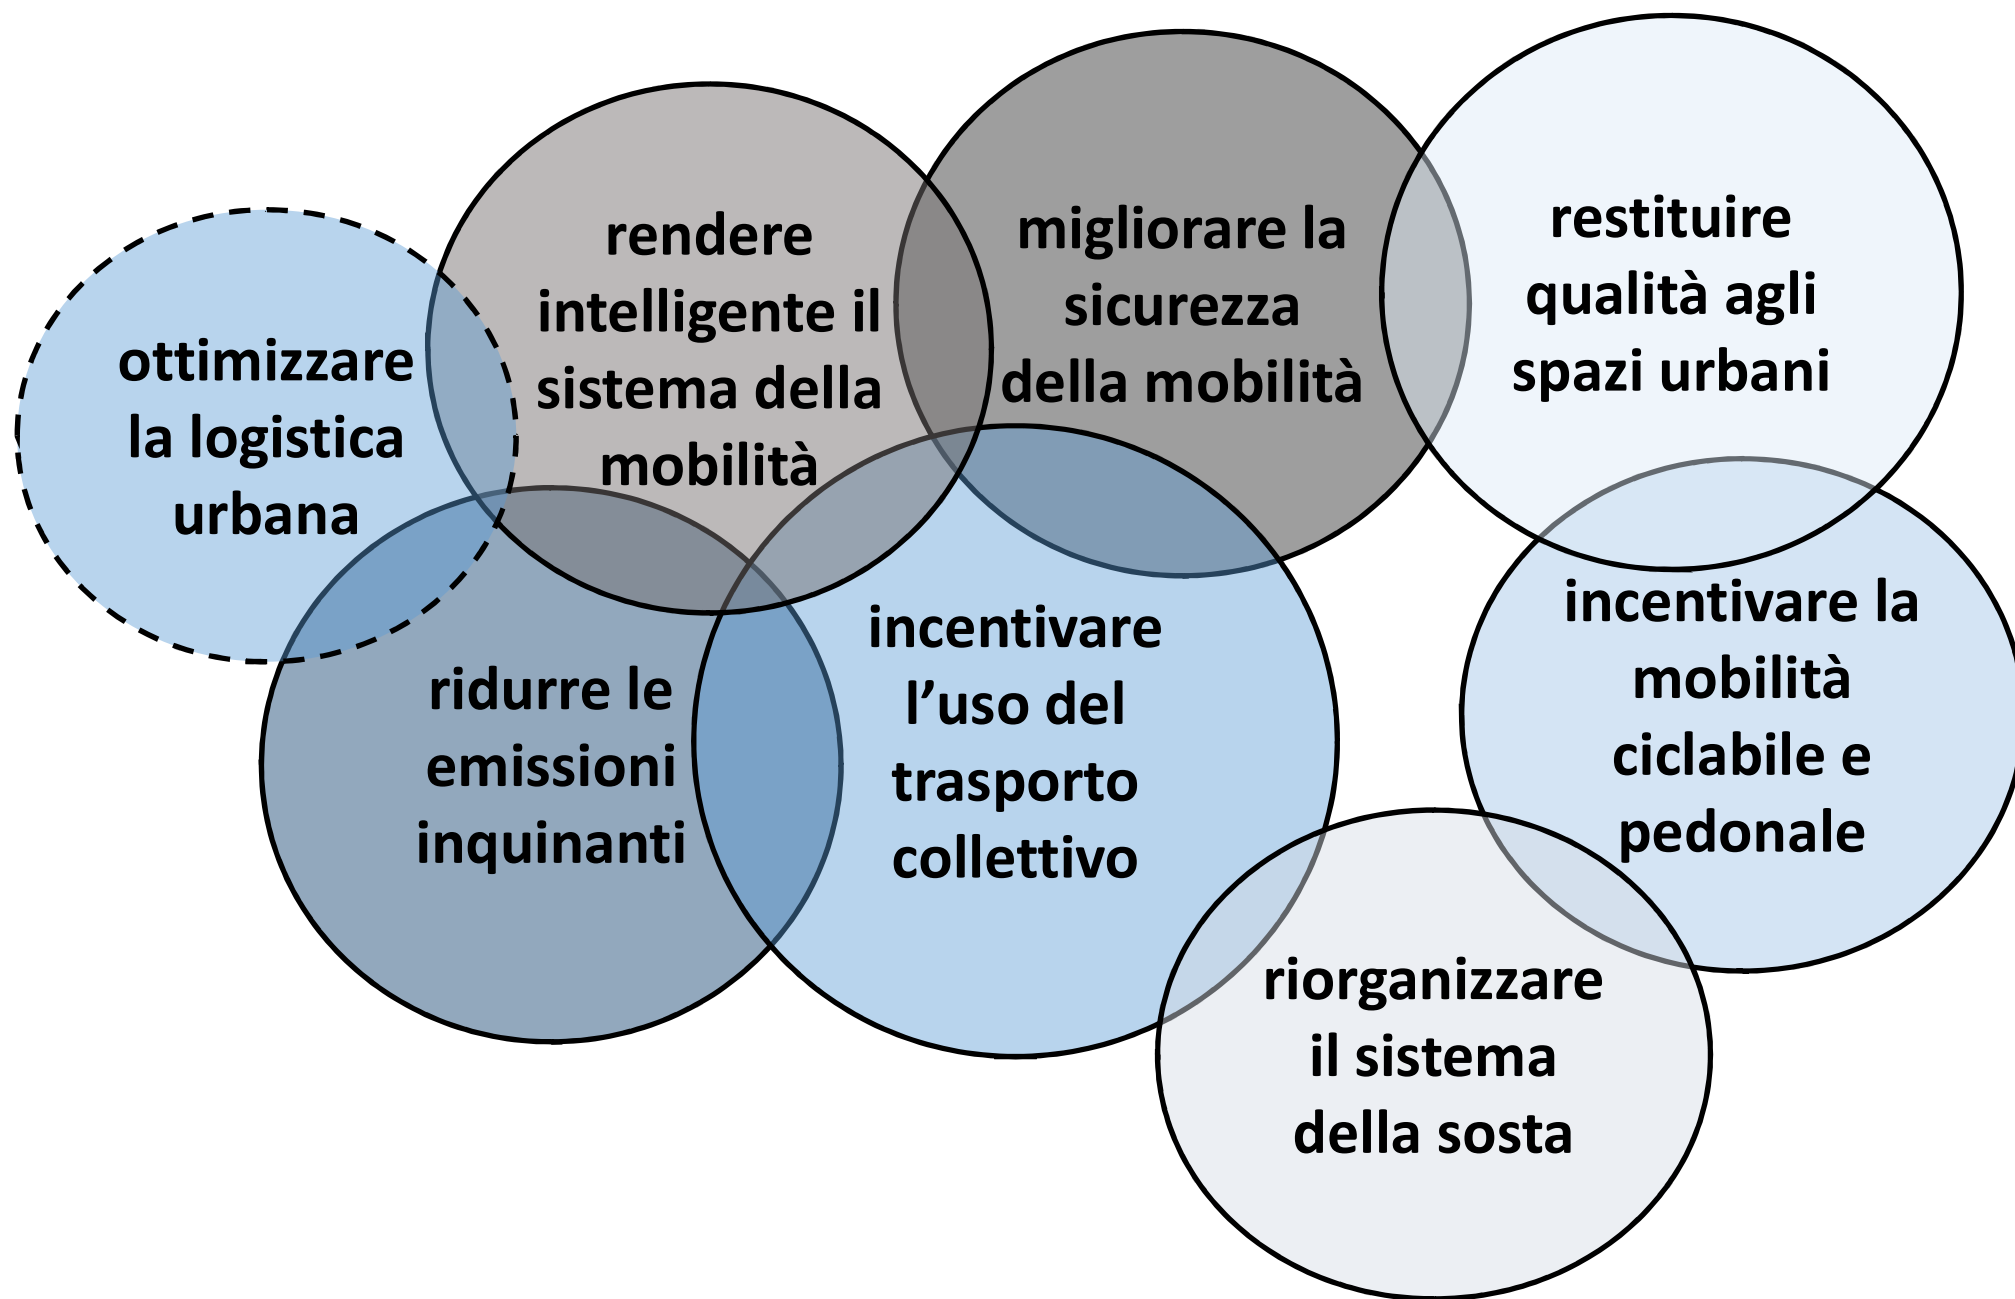 ottimizzare
la logistica
urbana
rendere
intelligente il
sistema della
mobilità
migliorare la
sicurezza
della mobilità
restituire
qualità agli
spazi urbani
ridurre le
emissioni
inquinanti
incentivare
l’uso del
trasporto
collettivo
incentivare la
mobilità
ciclabile e
pedonale
riorganizzare
il sistema
della sosta